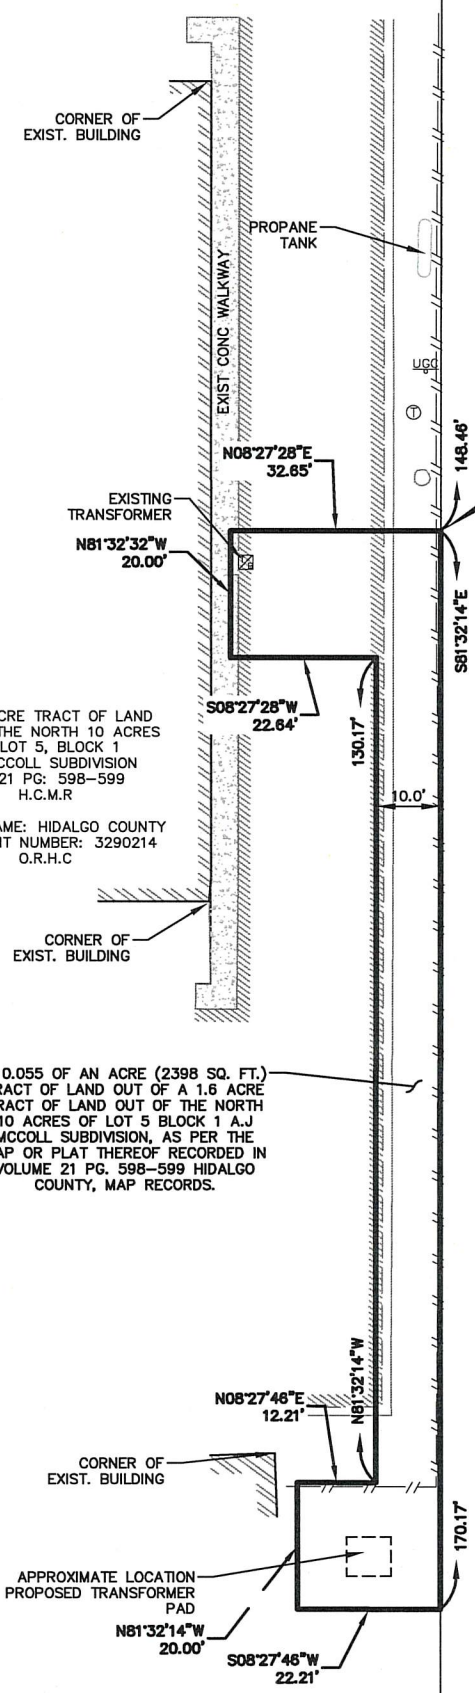 CORNER OF
EXIST. BUILDING
PROPANE
TANK
EXIST CONC WALKWAY
UGC
T
148.46'
N08°27'28"E
32.65'
EXISTING
TRANSFORMER
N81°32'32"W
20.00'
S81°32'14"E
S08°27'28"W
22.64'
130.17'
10.0'
CRE TRACT OF LAND
THE NORTH 10 ACRES
LOT 5, BLOCK 1
CCOLL SUBDIVISION
21 PG: 598-599
H.C.M.R
AME: HIDALGO COUNTY
NT NUMBER: 3290214
O.R.H.C
CORNER OF
EXIST. BUILDING
0.055 OF AN ACRE (2398 SQ. FT.)
RACT OF LAND OUT OF A 1.6 ACRE
RACT OF LAND OUT OF THE NORTH
10 ACRES OF LOT 5 BLOCK 1 A.J
MCCOLL SUBDIVISION, AS PER THE
AP OR PLAT THEREOF RECORDED IN
VOLUME 21 PG. 598-599 HIDALGO
COUNTY, MAP RECORDS.
N81°32'14"W
N08°27'46"E
12.21'
CORNER OF
EXIST. BUILDING
170.17'
APPROXIMATE LOCATION
PROPOSED TRANSFORMER
PAD
N81°32'14"W
20.00'
S08°27'46"W
22.21'